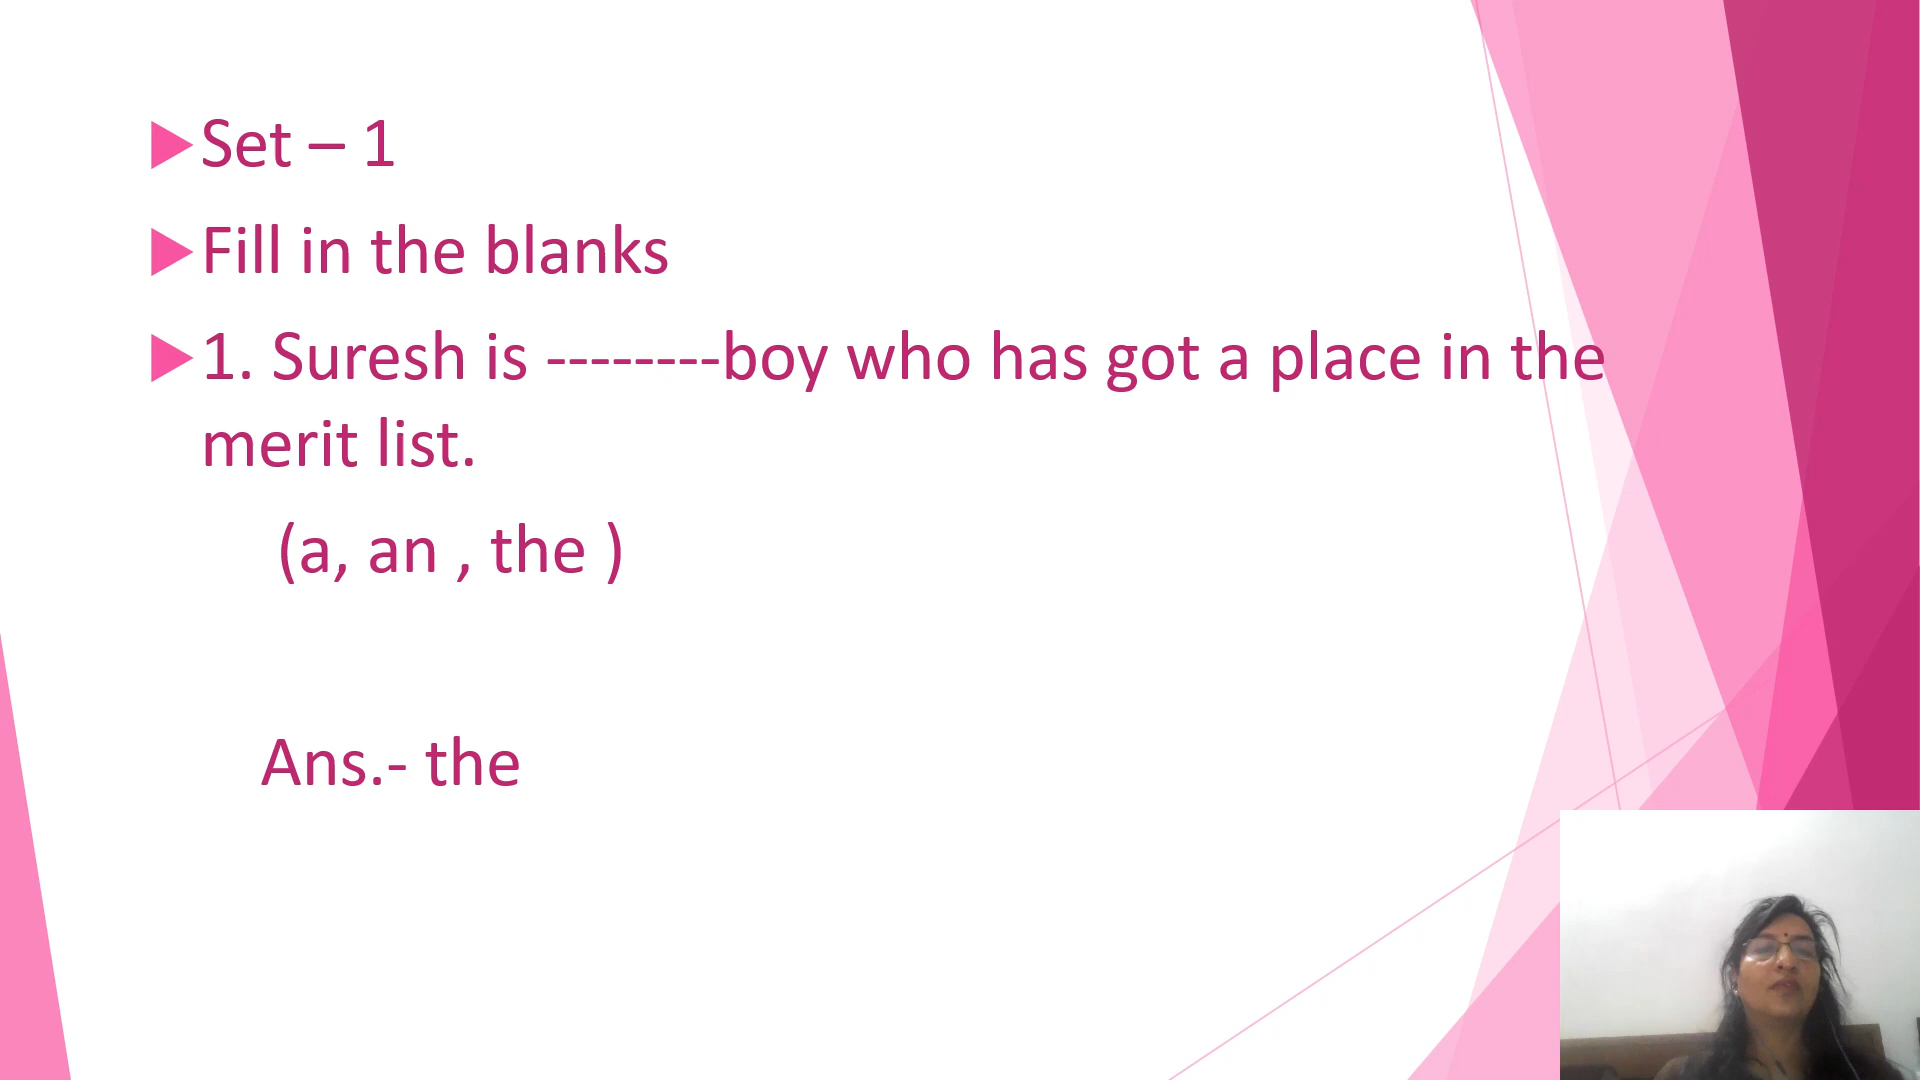 Set – 1
Fill in the blanks
1. Suresh is --------boy who has got a place in the
merit list.
(a, an , the )
Ans.- the